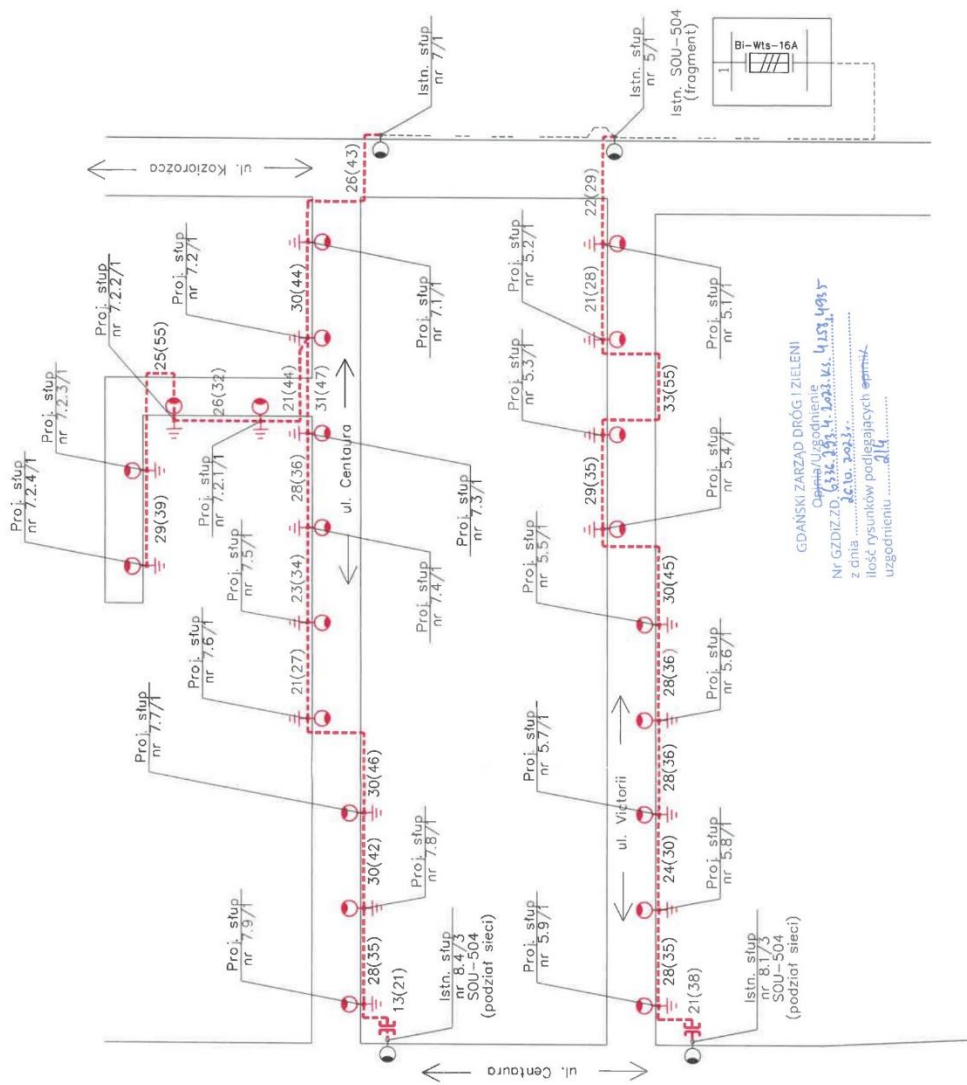 Istn. słup
nr 7/1
Istn. słup
nr 5/1
Istn. SOU-504
(fragment)
1
Bi-Wts-16A
ul. Koziorożca
26(43)
22(29)
Proj. słup
nr 7.2.2/1
Proj. słup
nr 7.2/1
30(44)
Proj. słup
nr 7.1/1
Proj. słup
nr 5.2/1
21(28)
Proj. słup
nr 5.1/1
Proj. słup
nr 7.2.3/1
25(55)
26(32)
21(44)
31(47)
Proj. słup
nr 5.3/1
33(55)
Proj. słup
nr 7.2.4/1
29(39)
Proj. słup
nr 7.2.1/1
28(36)
ul. Centaura
Proj. słup
nr 7.3/1
29(35)
Proj. słup
nr 5.4/1
Proj. słup
nr 7.5/1
23(34)
Proj. słup
nr 7.4/1
Proj. słup
nr 5.5/1
30(45)
Proj. słup
nr 7.6/1
21(27)
28(36)
Proj. słup
nr 5.6/1
Proj. słup
nr 7.7/1
30(46)
Proj. słup
nr 5.7/1
ul. Victorii
28(36)
30(42)
Proj. słup
nr 7.8/1
24(30)
Proj. słup
nr 5.8/1
Proj. słup
nr 7.9/1
28(35)
Proj. słup
nr 5.9/1
28(35)
13(21)
Istn. słup
nr 8.4/3
SOU-504
(podział sieci)
21(38)
Istn. słup
nr 8.1/3
SOU-504
(podział sieci)
ul. Centaura
GDAŃSKI ZARZĄD DRÓG I ZIELENI
Opinia/Uzgodnienie
Nr GZDiZ.ZD.
z dnia 26.10.2023r.
ilość rysunków podlegających opinii/
uzgodnieniu